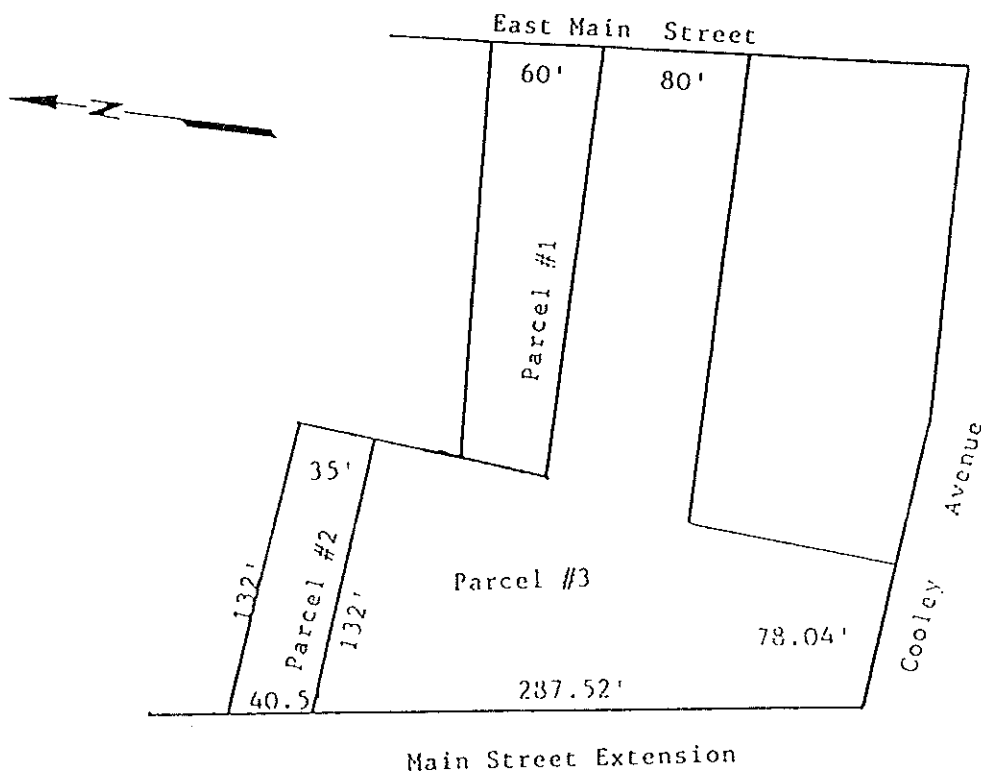 East Main Street
60'
80'
N
Parcel #1
35'
Parcel #2
132'
132'
Parcel #3
78.04'
Cooley Avenue
40.5
287.52'
Main Street Extension